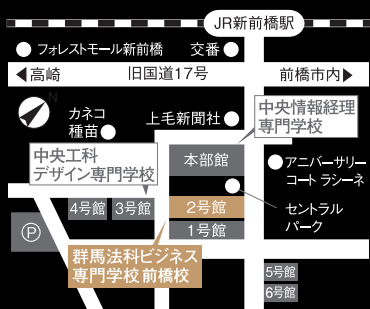 JR新前橋駅
フォレストモール新前橋
交番
高崎
旧国道17号
前橋市内
N
カネコ
種苗
上毛新聞社
中央情報経理
専門学校
中央工科
デザイン専門学校
本部館
アニバーサリー
コート ラシーネ
4号館
3号館
2号館
セントラル
パーク
P
1号館
群馬法科ビジネス
専門学校 前橋校
5号館
6号館